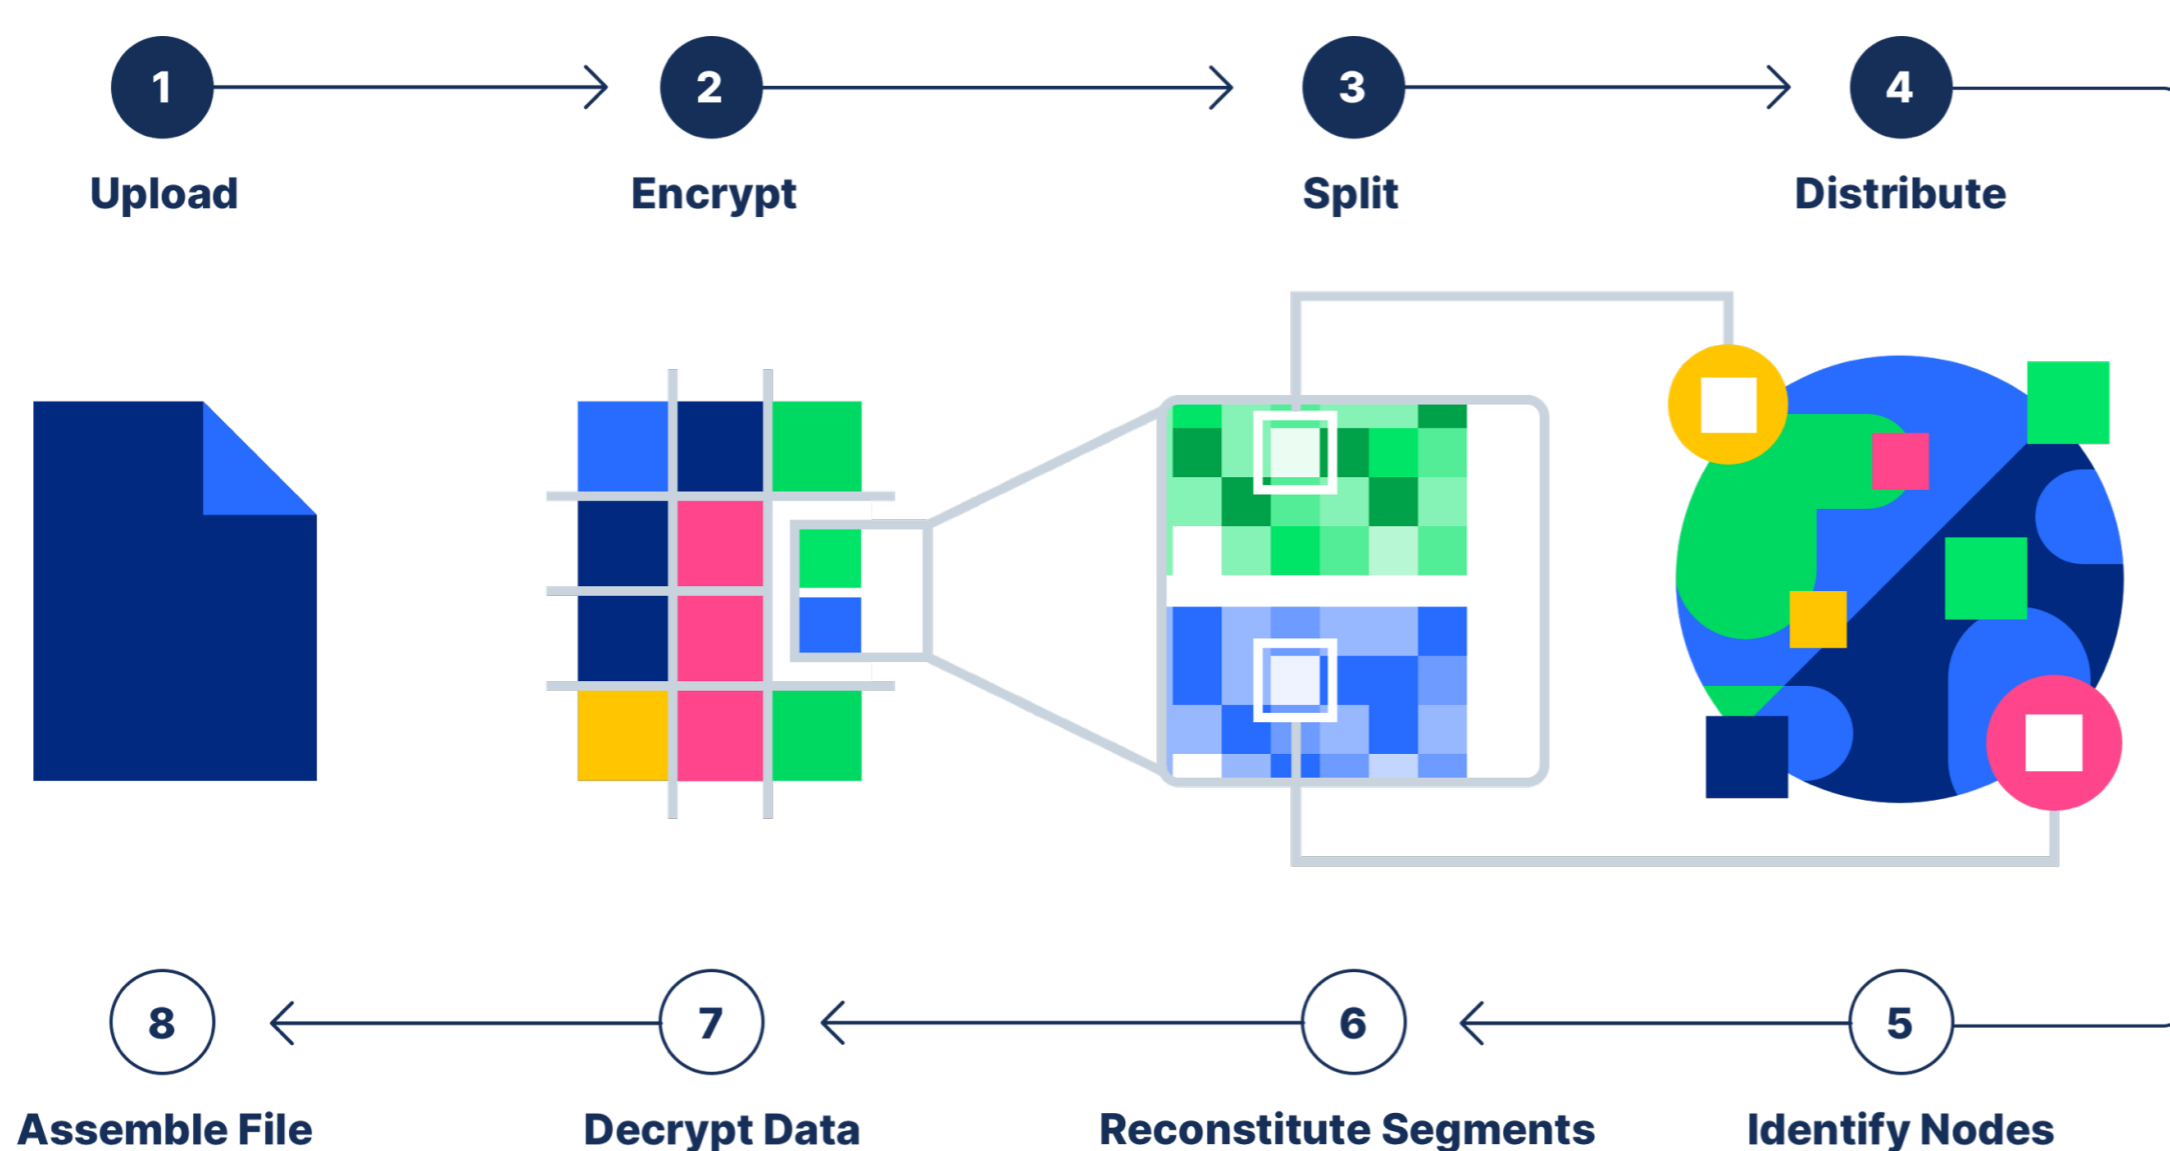 1 2 3 4
Upload Encrypt Split Distribute
8 7 6 5
Assemble File Decrypt Data Reconstitute Segments Identify Nodes